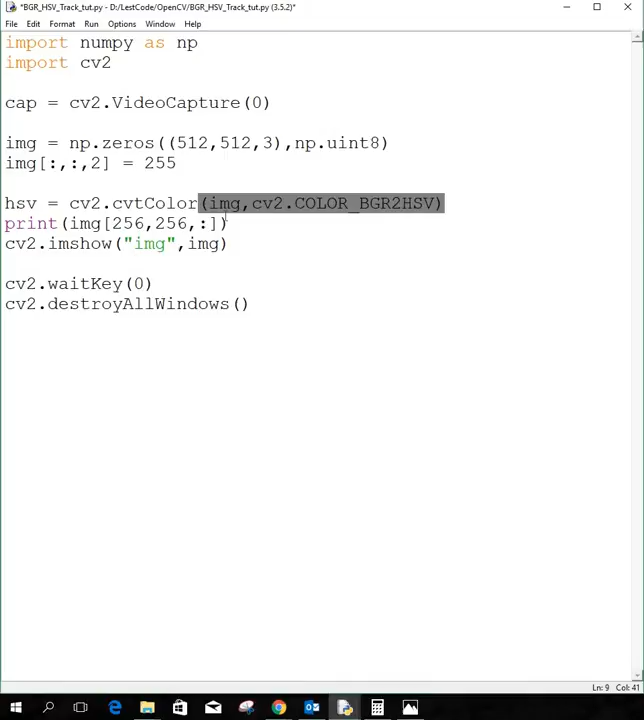 *BGR_HSV_Track_tut.py - D:/LestCode/OpenCV/BGR_HSV_Track_tut.py (3.5.2)*
File Edit Format Run Options Window Help
import numpy as np
import cv2
cap = cv2.VideoCapture(0)
img = np.zeros((512,512,3),np.uint8)
img[:,:,2] = 255
hsv = cv2.cvtColor(img,cv2.COLOR_BGR2HSV)
print(img[256,256,:])
cv2.imshow("img",img)
cv2.waitKey(0)
cv2.destroyAllWindows()
Ln: 9 Col: 41